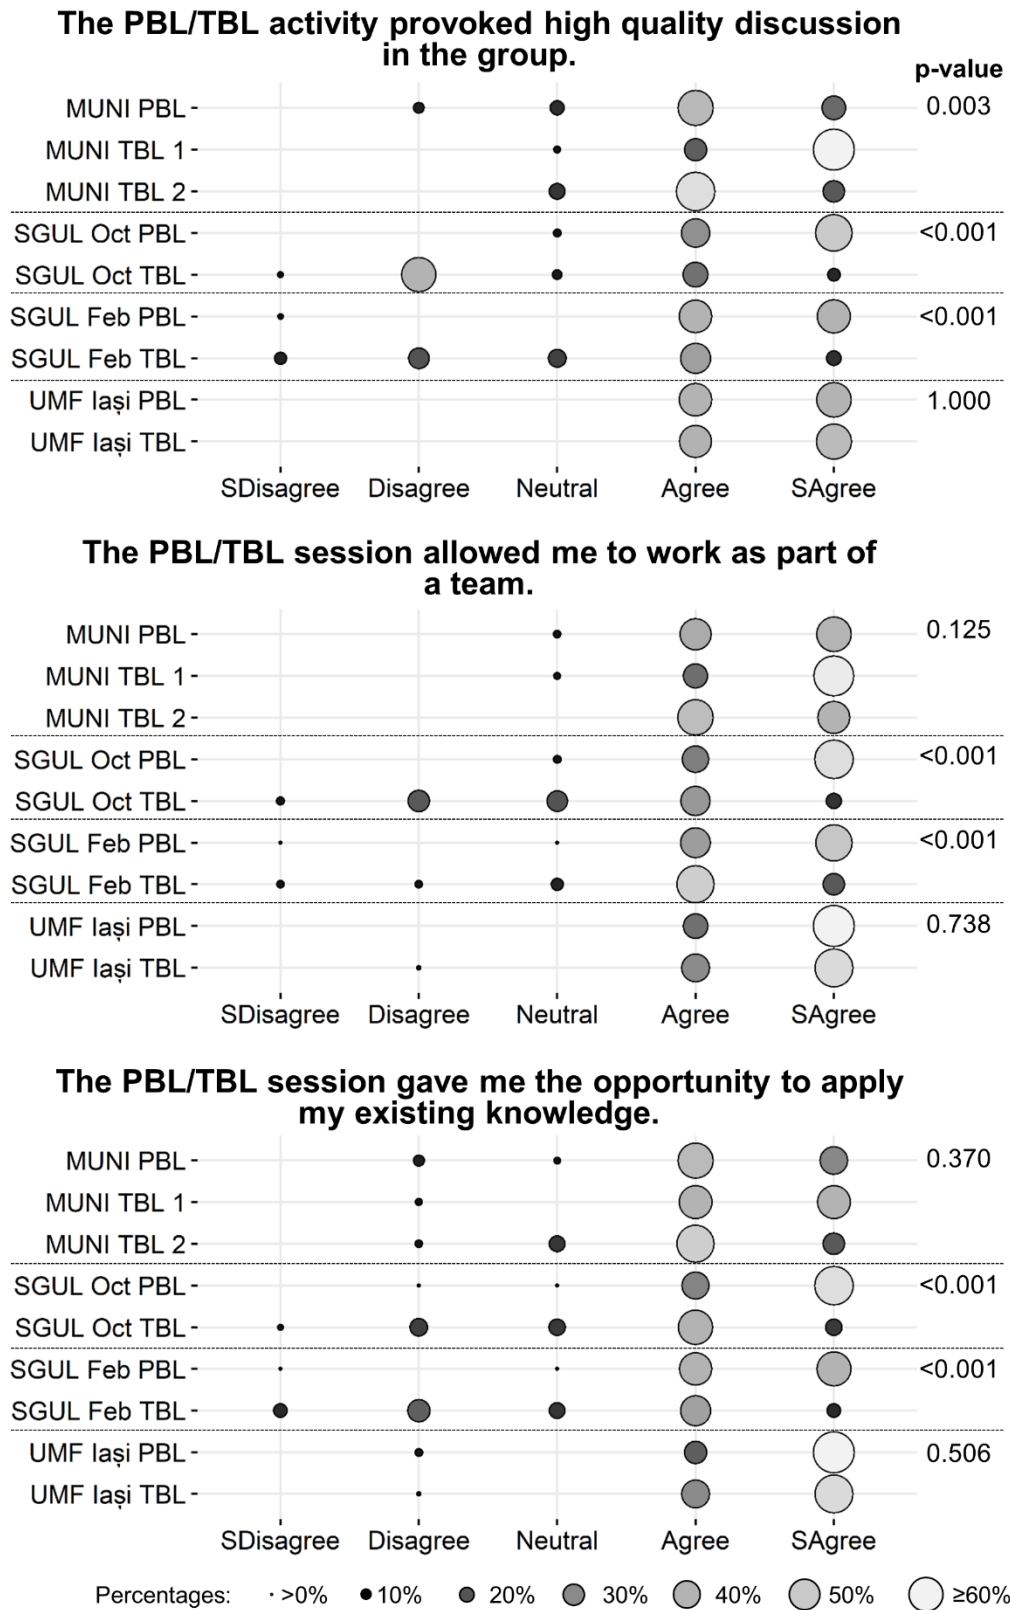 The PBL/TBL activity provoked high quality discussion
in the group.
p-value
MUNI PBL 0.003
MUNI TBL 1
MUNI TBL 2
SGUL Oct PBL <0.001
SGUL Oct TBL
SGUL Feb PBL <0.001
SGUL Feb TBL
UMF Iași PBL 1.000
UMF Iași TBL
SDisagree Disagree Neutral Agree SAgree
The PBL/TBL session allowed me to work as part of
a team.
MUNI PBL 0.125
MUNI TBL 1
MUNI TBL 2
SGUL Oct PBL <0.001
SGUL Oct TBL
SGUL Feb PBL <0.001
SGUL Feb TBL
UMF Iași PBL 0.738
UMF Iași TBL
SDisagree Disagree Neutral Agree SAgree
The PBL/TBL session gave me the opportunity to apply
my existing knowledge.
MUNI PBL 0.370
MUNI TBL 1
MUNI TBL 2
SGUL Oct PBL <0.001
SGUL Oct TBL
SGUL Feb PBL <0.001
SGUL Feb TBL
UMF Iași PBL 0.506
UMF Iași TBL
SDisagree Disagree Neutral Agree SAgree
Percentages: >0% 10% 20% 30% 40% 50% ≥60%